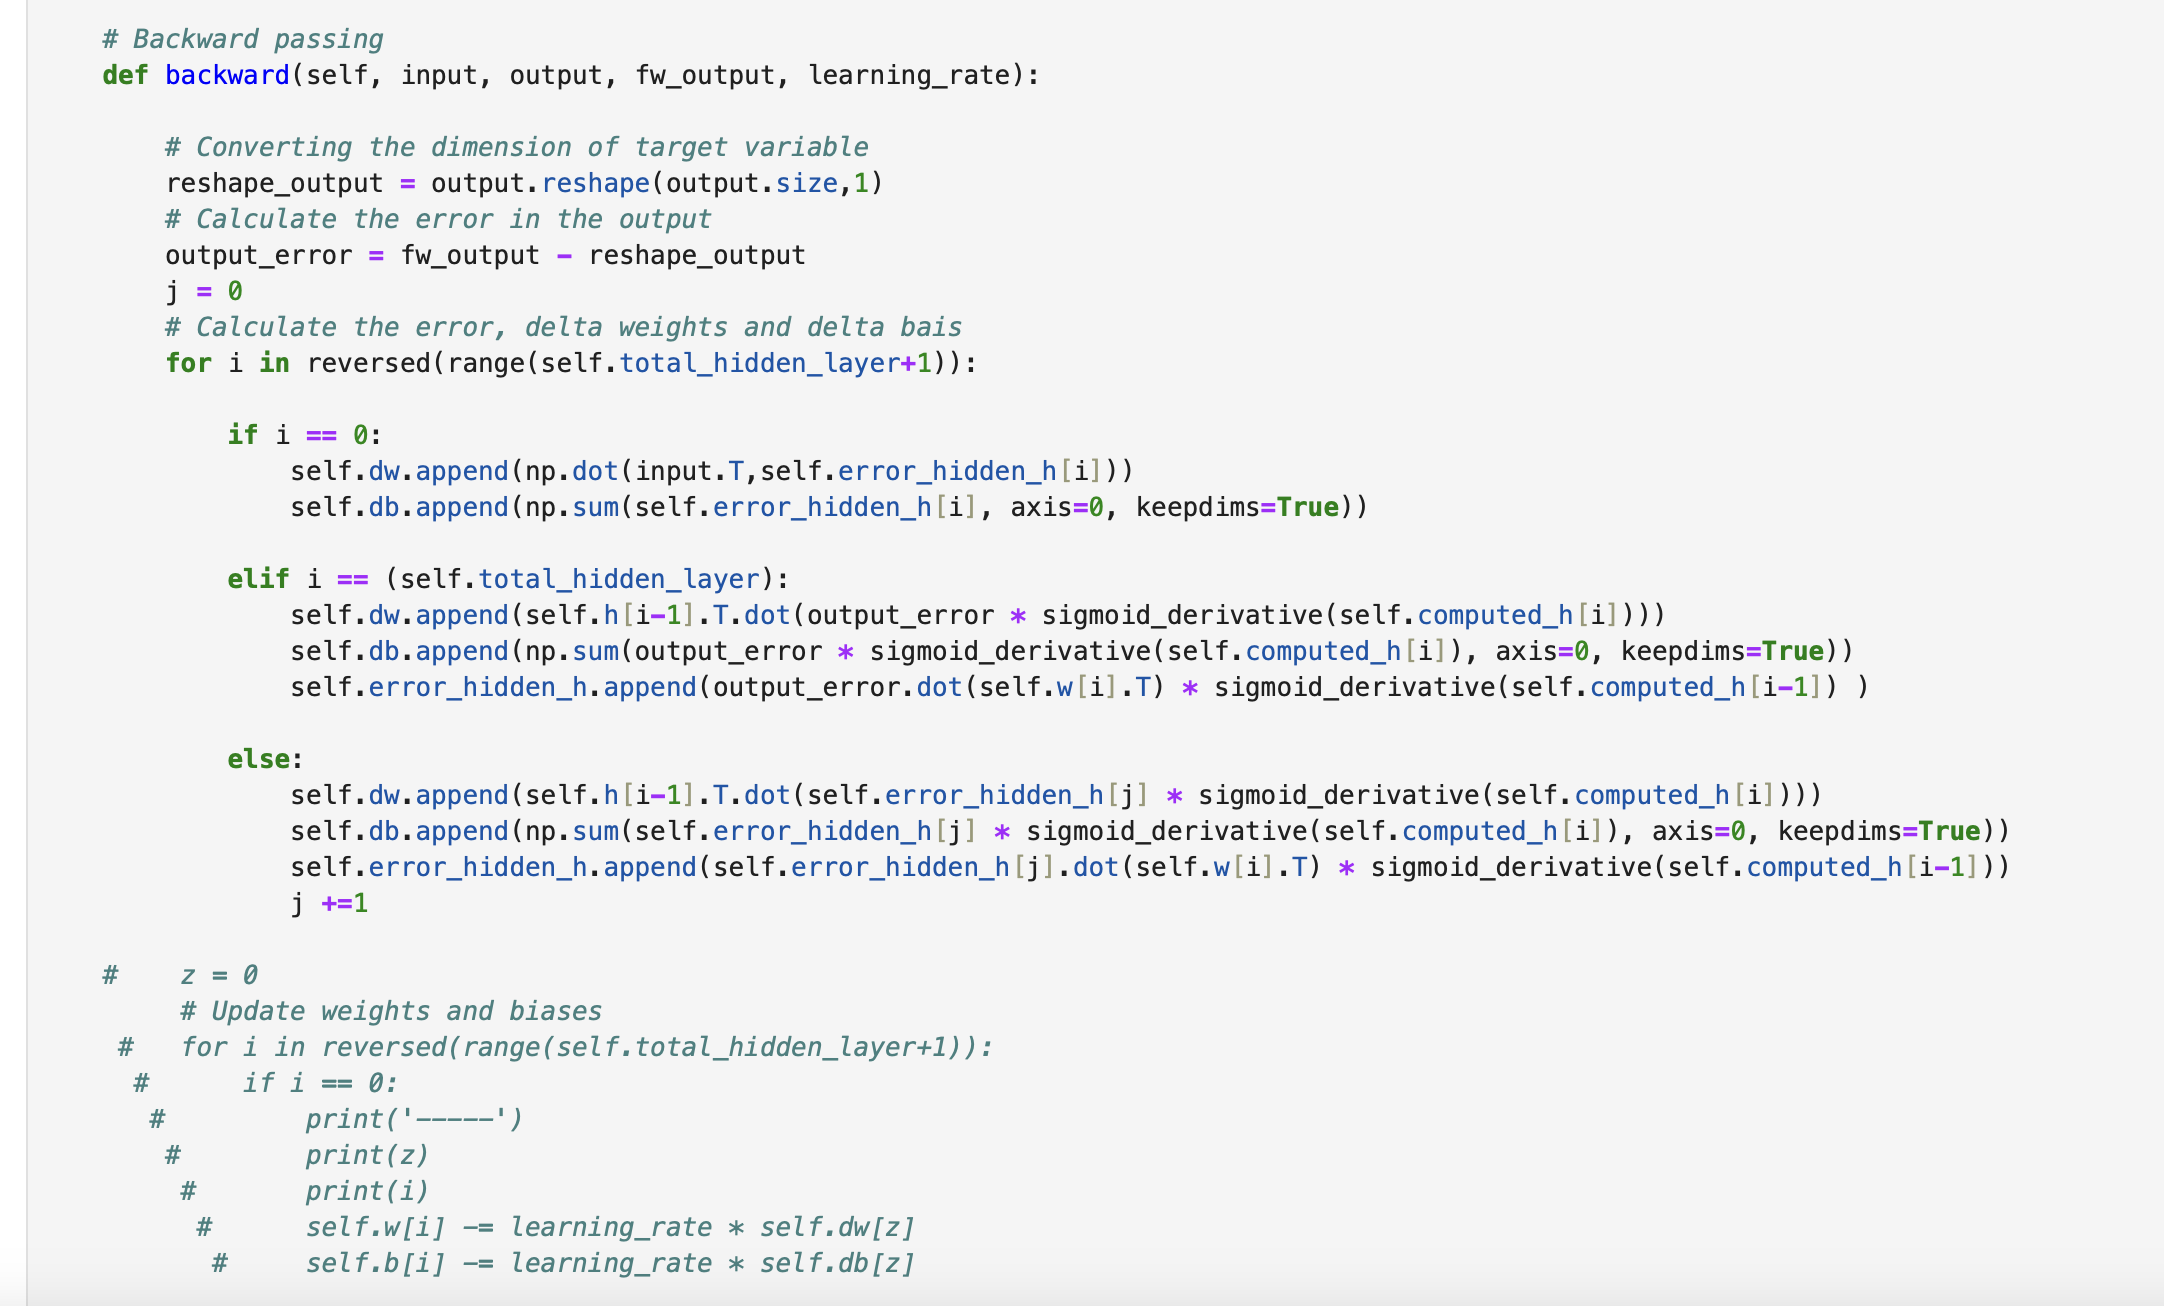 # Backward passing
def backward(self, input, output, fw_output, learning_rate):
# Converting the dimension of target variable
reshape_output = output.reshape(output.size,1)
# Calculate the error in the output
output_error = fw_output - reshape_output
j = 0
# Calculate the error, delta weights and delta bais
for i in reversed(range(self.total_hidden_layer+1)):
if i == 0:
self.dw.append(np.dot(input.T,self.error_hidden_h[i]))
self.db.append(np.sum(self.error_hidden_h[i], axis=0, keepdims=True))
elif i == (self.total_hidden_layer):
self.dw.append(self.h[i-1].T.dot(output_error * sigmoid_derivative(self.computed_h[i])))
self.db.append(np.sum(output_error * sigmoid_derivative(self.computed_h[i]), axis=0, keepdims=True))
self.error_hidden_h.append(output_error.dot(self.w[i].T) * sigmoid_derivative(self.computed_h[i-1]) )
else:
self.dw.append(self.h[i-1].T.dot(self.error_hidden_h[j] * sigmoid_derivative(self.computed_h[i])))
self.db.append(np.sum(self.error_hidden_h[j] * sigmoid_derivative(self.computed_h[i]), axis=0, keepdims=True))
self.error_hidden_h.append(self.error_hidden_h[j].dot(self.w[i].T) * sigmoid_derivative(self.computed_h[i-1]))
j +=1
#    z = 0
# Update weights and biases
#   for i in reversed(range(self.total_hidden_layer+1)):
#      if i == 0:
#         print('-----')
#        print(z)
#       print(i)
#      self.w[i] -= learning_rate * self.dw[z]
#     self.b[i] -= learning_rate * self.db[z]